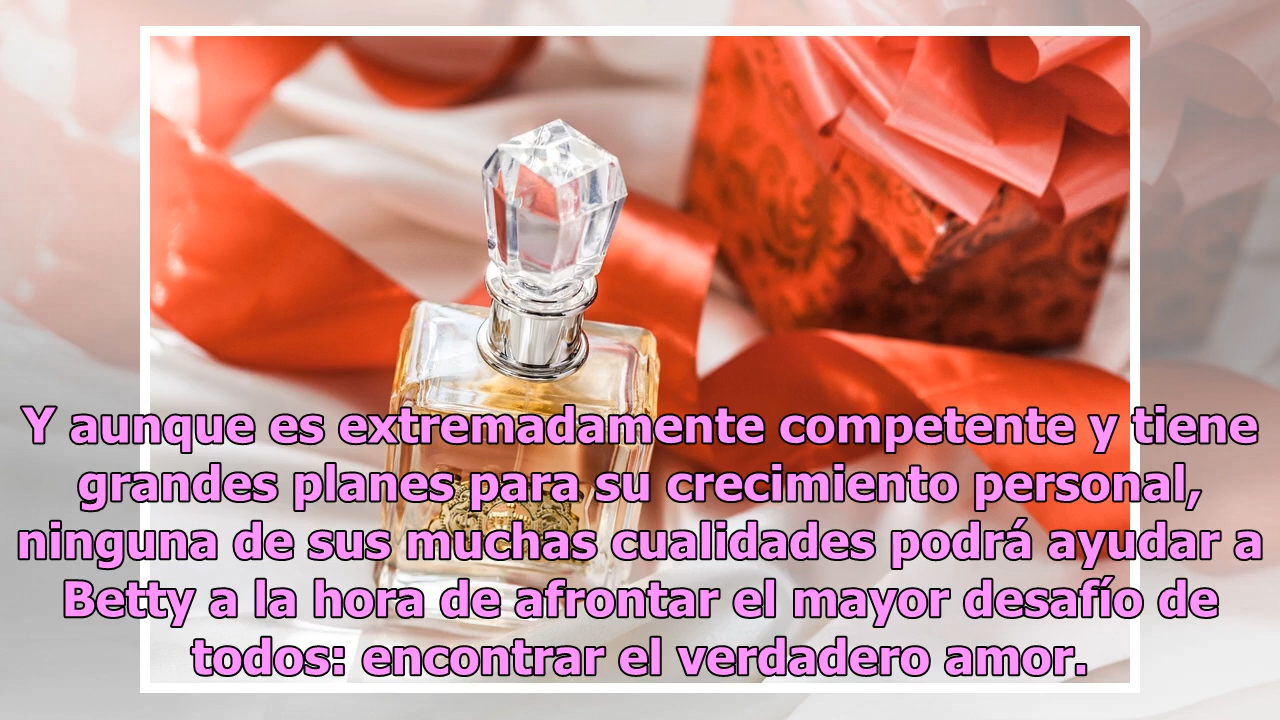 Y aunque es extremadamente competente y tiene
grandes planes para su crecimiento personal,
ninguna de sus muchas cualidades podrá ayudar a
Betty a la hora de afrontar el mayor desafío de
todos: encontrar el verdadero amor.